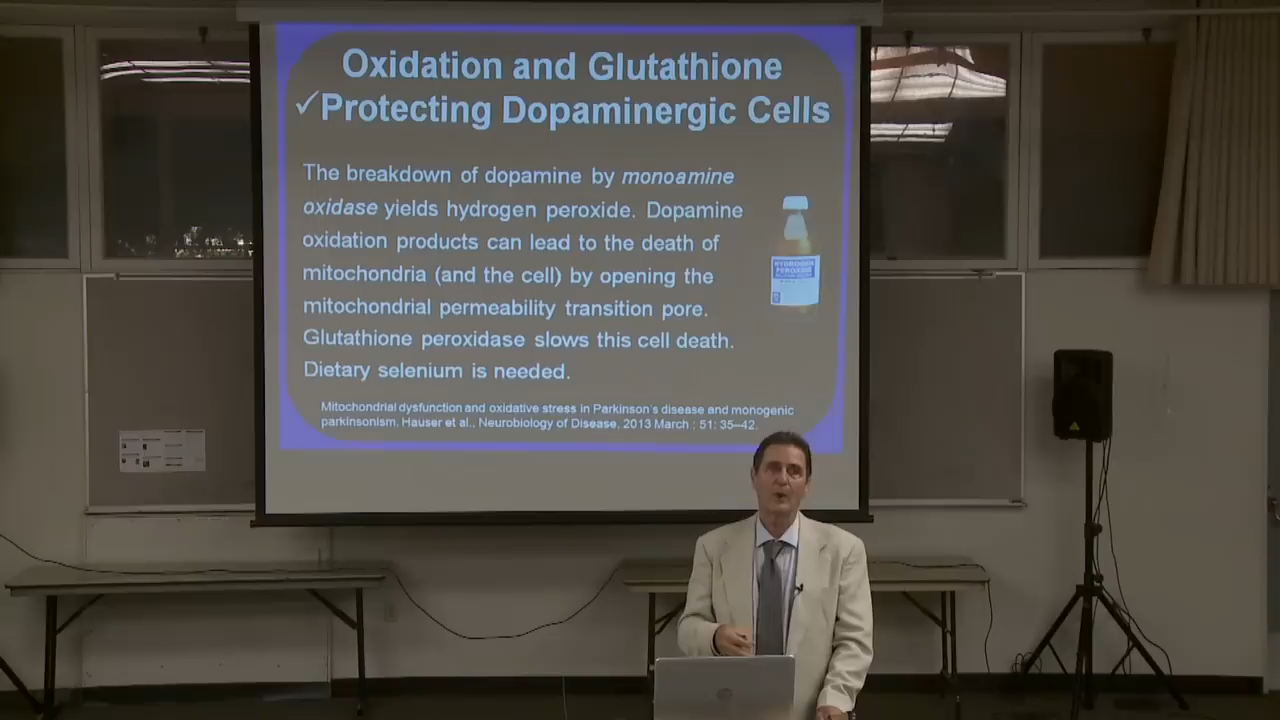 Oxidation and Glutathione
✓Protecting Dopaminergic Cells
The breakdown of dopamine by monoamine
oxidase yields hydrogen peroxide. Dopamine
oxidation products can lead to the death of
mitochondria (and the cell) by opening the
mitochondrial permeability transition pore.
Glutathione peroxidase slows this cell death.
Dietary selenium is needed.
HYDROGEN
PEROXIDE
Mitochondrial dysfunction and oxidative stress in Parkinson's disease and monogenic
parkinsonism. Hauser et al., Neurobiology of Disease, 2013 March ; 51: 35–42.